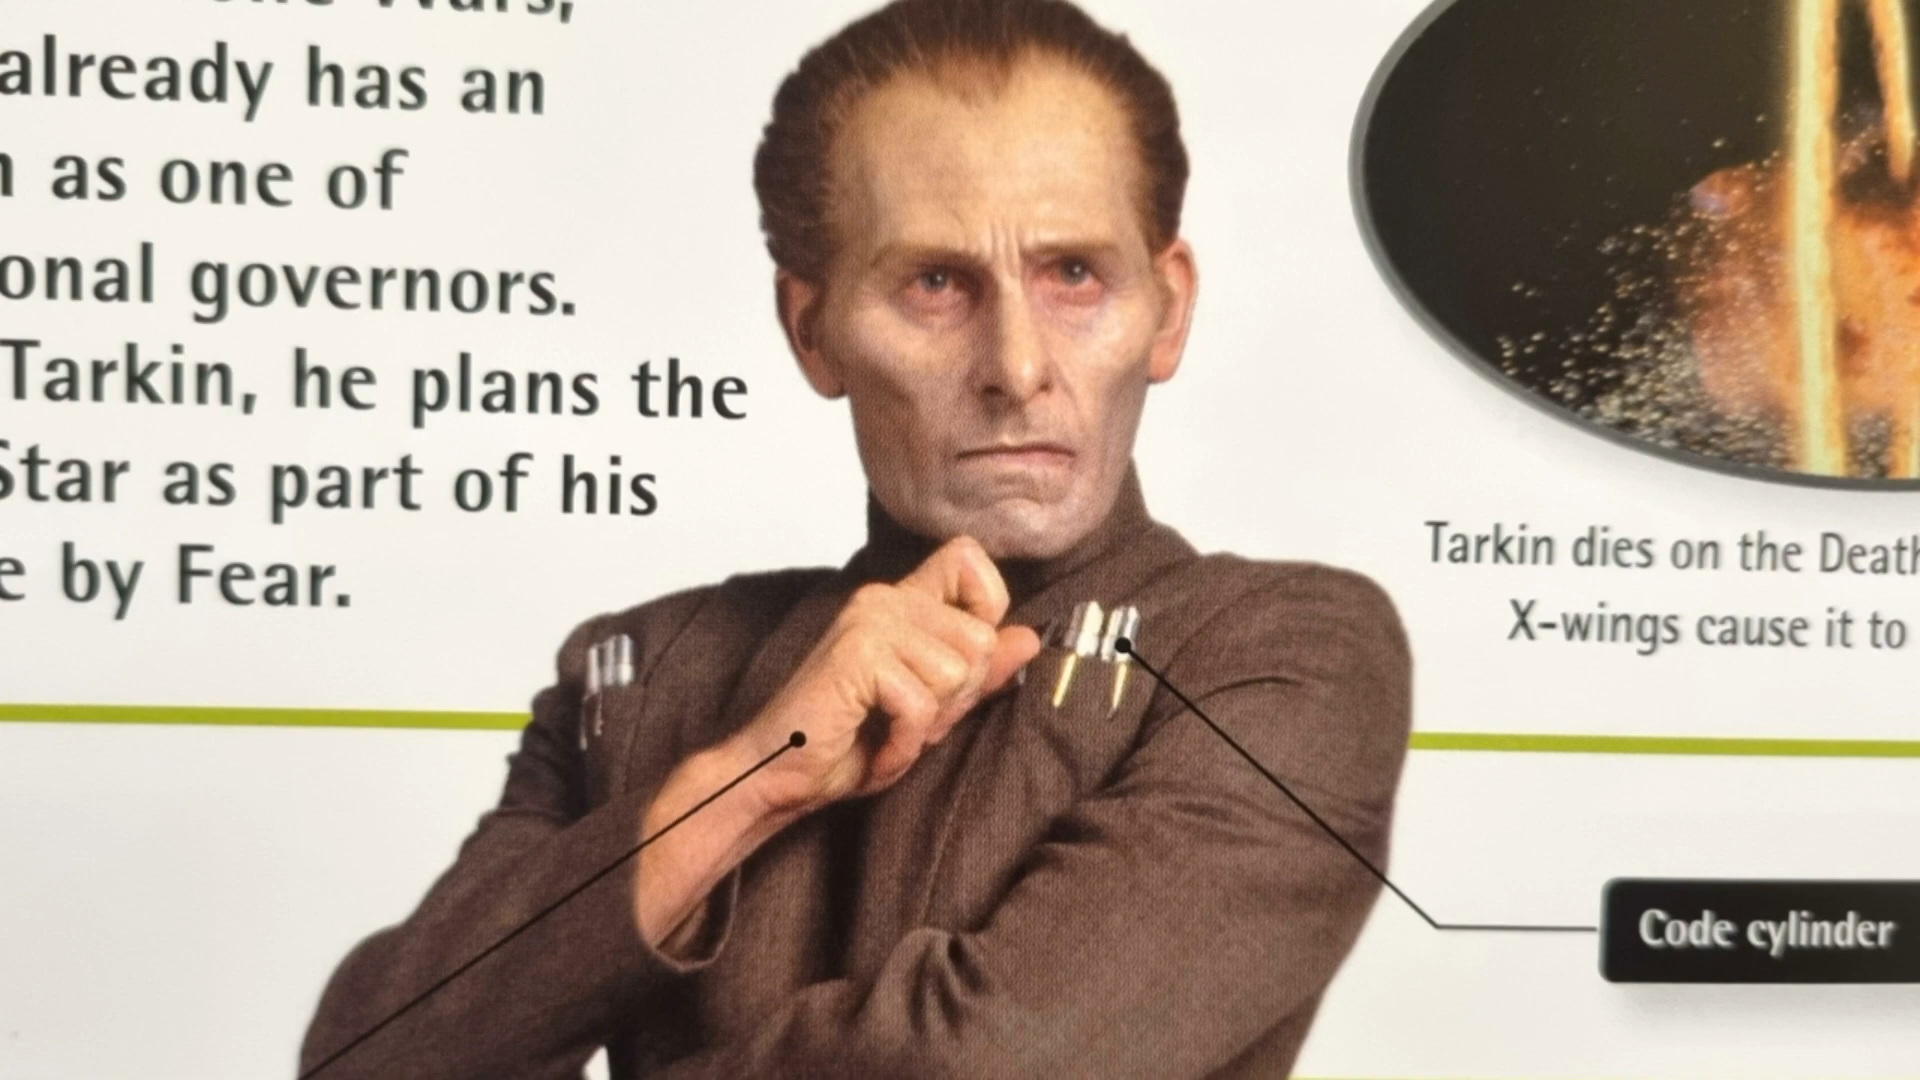 Wars,
already has an
as one of
onal governors.
Tarkin, he plans the
Star as part of his
e by Fear.
Tarkin dies on the Death
X-wings cause it to
Code cylinder